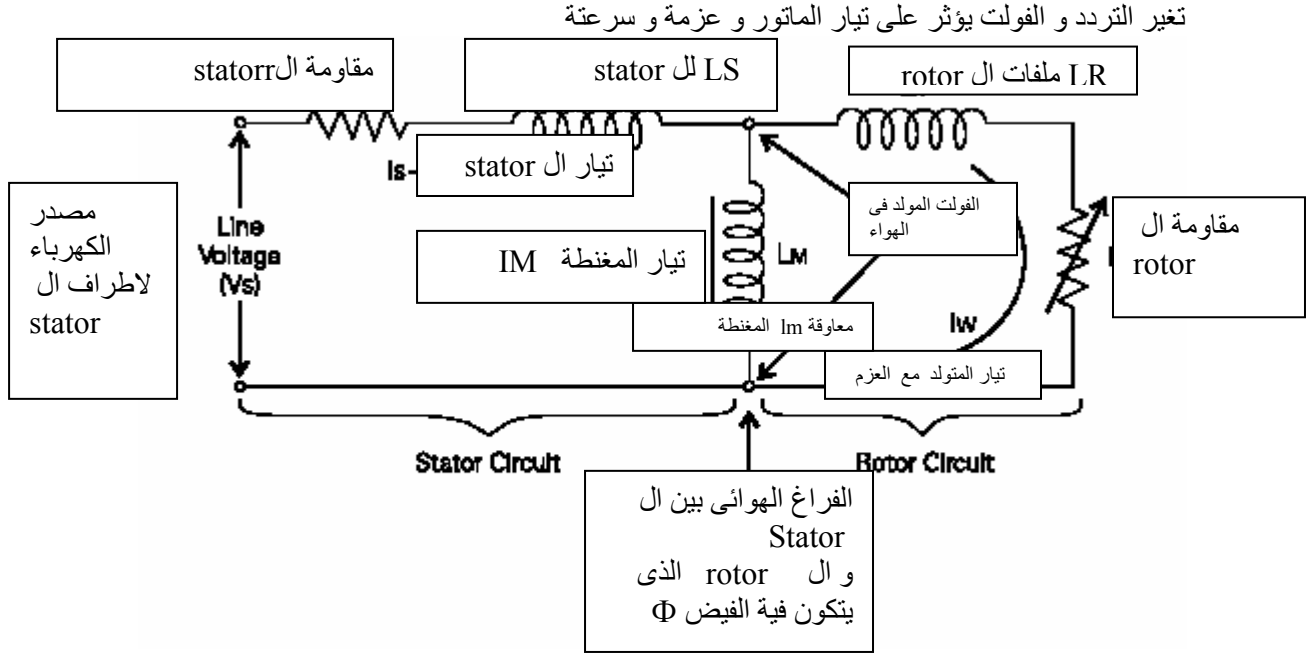 تغير التردد و الفولت يؤثر على تيار الماتور و عزمة و سرعتة
مقاومة الstatorr
LS لل stator
LR ملفات ال rotor
Is
تيار ال stator
مصدر
الكهرباء
لاطراف ال
stator
Line
Voltage
(Vs)
تيار المغنطة IM
LM
الفولت المولد فى
الهواء
مقاومة ال
rotor
معاوقة lm المغنطة
Iw
تيار المتولد مع العزم
Stator Circuit
Rotor Circuit
الفراغ الهوائى بين ال
Stator
و ال rotor الذى
يتكون فية الفيض Φ